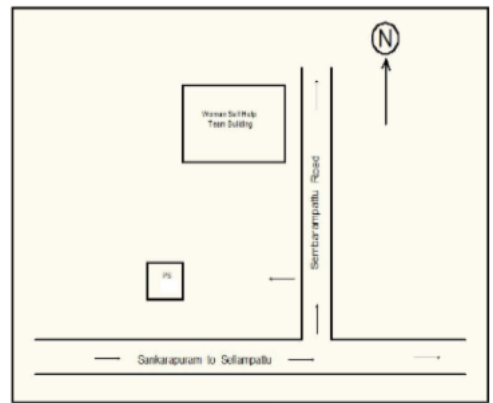 N
Woman Self Help
Team Building
Sembarampattu Road
PS
Sankarapuram to Sellampattu